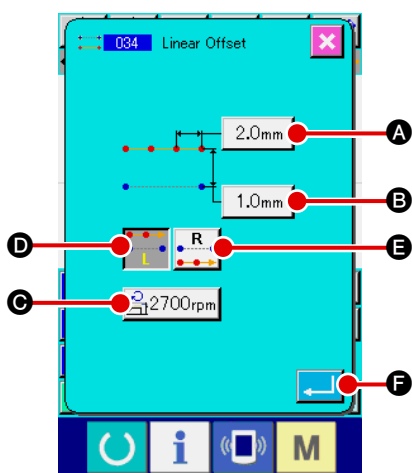 034 Linear Offset
2.0mm A
1.0mm B
D L R E
C 2700rpm
F
i M